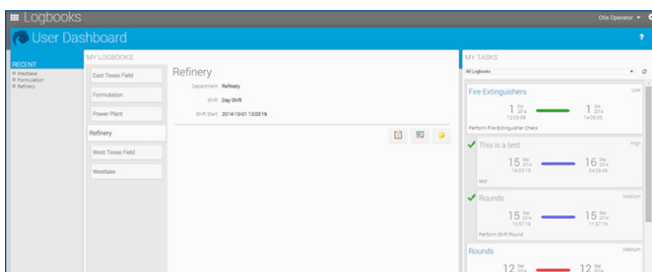 Logbooks
Otis Operator
User Dashboard
?
RECENT
Westlake
Formulation
Refinery
MY LOGBOOKS
East Texas Field
Formulation
Power Plant
Refinery
West Texas Field
Westlake
Refinery
Department Refinery
Shift Day Shift
Shift Start 2014-10-01 13:03:19
MY TASKS
All Logbooks
Fire Extinguishers Low
1 Oct 2014 1 Oct 2014
Perform Fire Extinguisher Check
This is a test High
15 Sep 2014 16 Sep 2014
test
Rounds Medium
15 Sep 2014 15 Sep 2014
Perform Shift Round
Rounds Medium
12 Sep 12 Sep